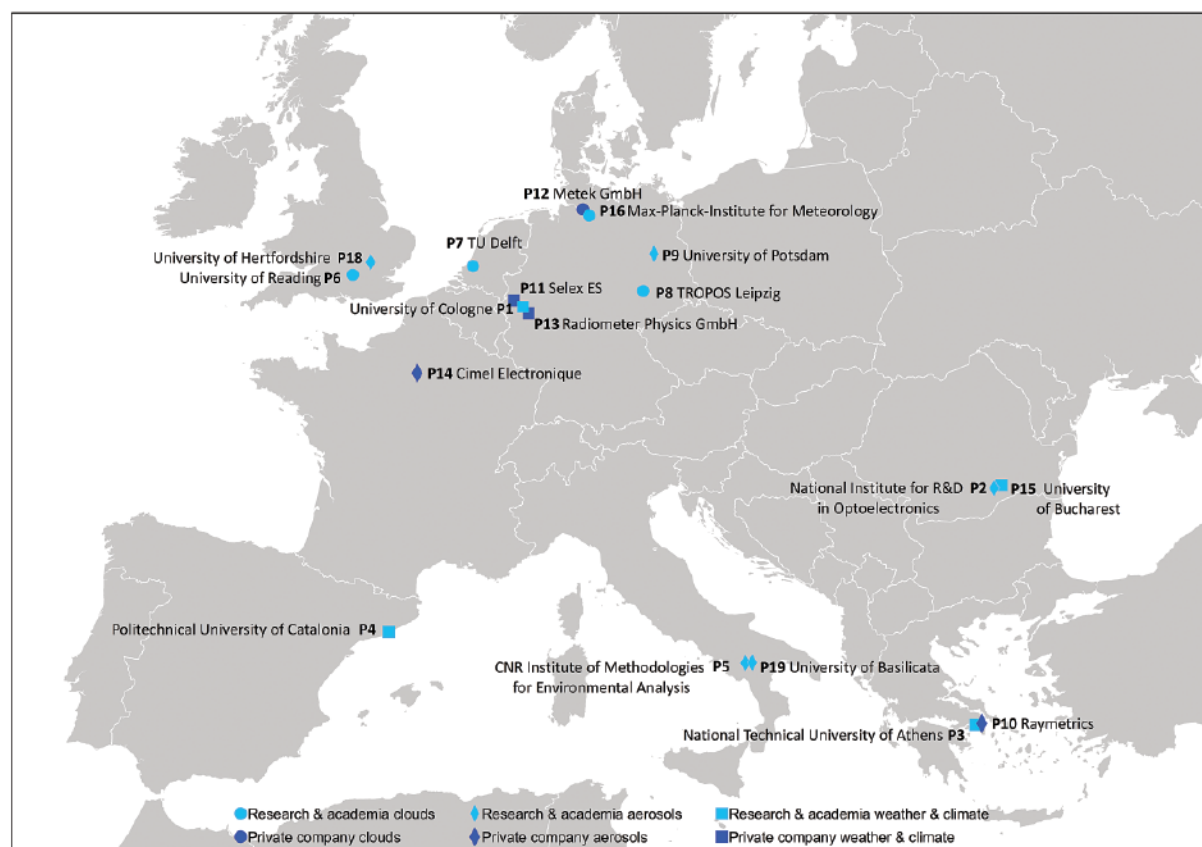 P12 Metek GmbH
P16 Max-Planck-Institute for Meteorology
P7 TU Delft
University of Hertfordshire P18
P9 University of Potsdam
University of Reading P6
P11 Selex ES
P8 TROPOS Leipzig
University of Cologne P1
P13 Radiometer Physics GmbH
P14 Cimel Electronique
National Institute for R&D P2
in Optoelectronics
P15 University
of Bucharest
Politechnical University of Catalonia P4
CNR Institute of Methodologies P5
for Environmental Analysis
P19 University of Basilicata
National Technical University of Athens P3
P10 Raymetrics
Research & academia clouds
Research & academia aerosols
Research & academia weather & climate
Private company clouds
Private company aerosols
Private company weather & climate